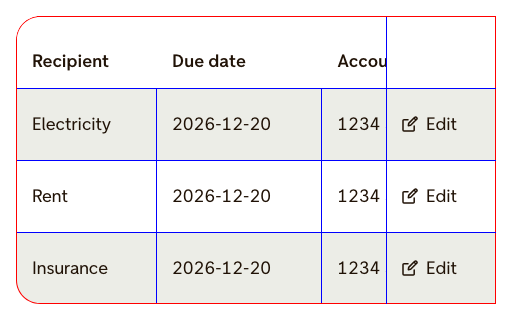 Recipient Due date Accou
Electricity 2026-12-20 1234 Edit
Rent 2026-12-20 1234 Edit
Insurance 2026-12-20 1234 Edit